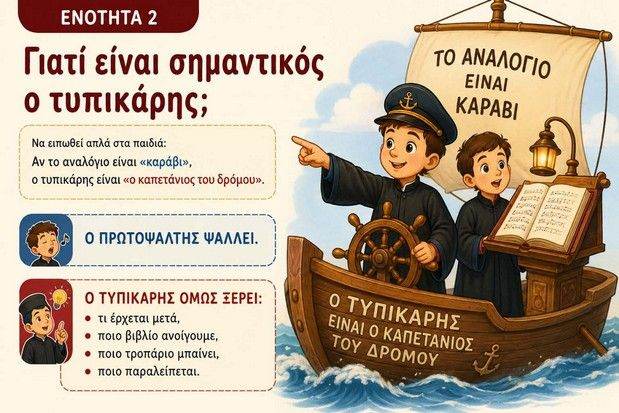 ΕΝΟΤΗΤΑ 2
Γιατί είναι σημαντικός
ο τυπικάρης;
Να ειπωθεί απλά στα παιδιά:
Αν το αναλόγιο είναι «καράβι»,
ο τυπικάρης είναι «ο καπετάνιος του δρόμου».
Ο ΠΡΩΤΟΨΑΛΤΗΣ ΨΑΛΛΕΙ.
Ο ΤΥΠΙΚΑΡΗΣ ΟΜΩΣ ΞΕΡΕΙ:
• τι έρχεται μετά,
• ποιο βιβλίο ανοίγουμε,
• ποιο τροπάριο μπαίνει,
• ποιο παραλείπεται.
ΤΟ ΑΝΑΛΟΓΙΟ
ΕΙΝΑΙ
ΚΑΡΑΒΙ
Ο ΤΥΠΙΚΑΡΗΣ
ΕΙΝΑΙ Ο ΚΑΠΕΤΑΝΙΟΣ
ΤΟΥ ΔΡΟΜΟΥ